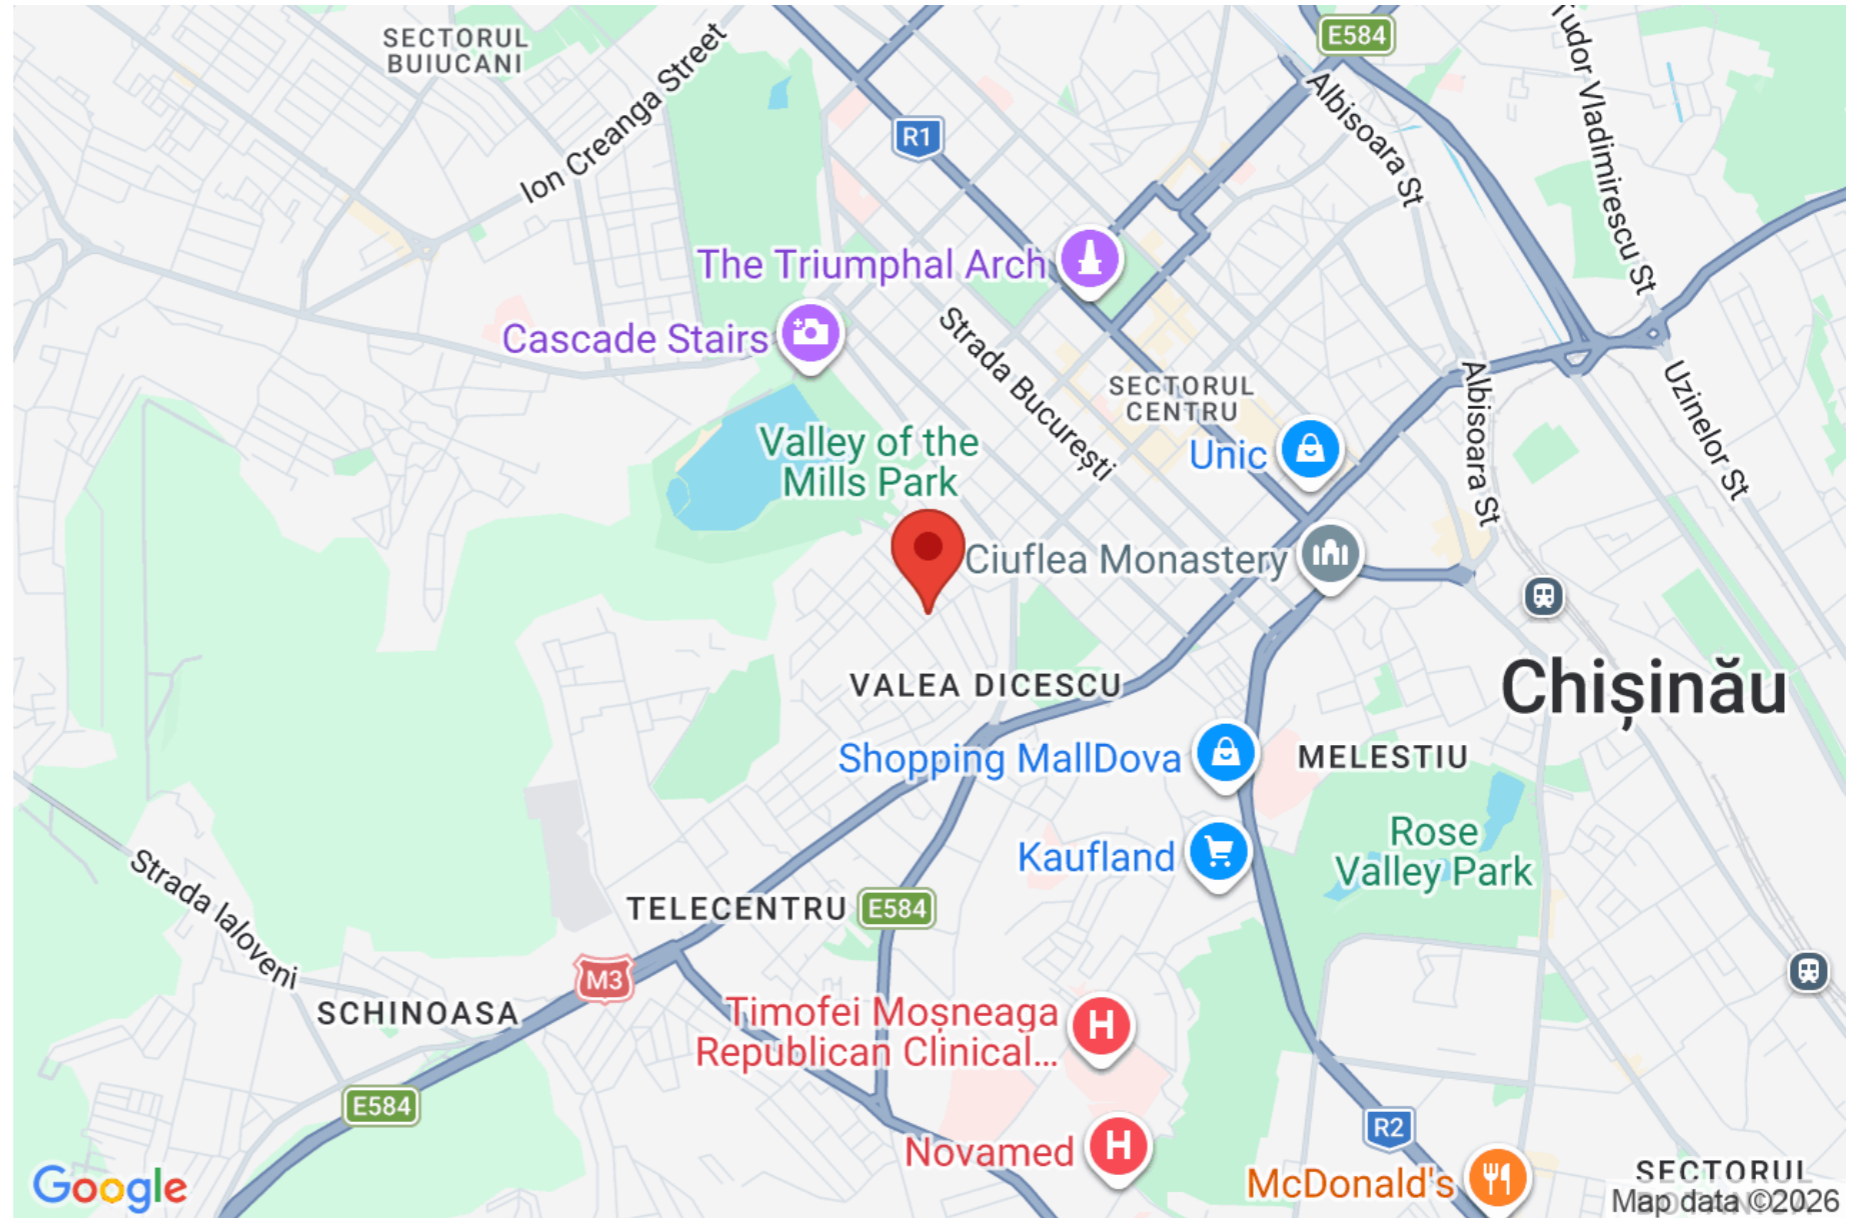 SECTORUL
BUIUCANI
Ion Creanga Street
E584
Tudor Vladimirescu St
Albisoara St
R1
The Triumphal Arch
Cascade Stairs
Strada București
SECTORUL
CENTRU
Albisoara St
Uzinelor St
Valley of the
Mills Park
Unic
Ciuflea Monastery
VALEA DICESCU
Chișinău
Shopping MallDova
MELESTIU
Kaufland
Rose
Valley Park
Strada Ialoveni
TELECENTRU
E584
M3
SCHINOASA
Timofei Moșneaga
Republican Clinical...
E584
R2
Novamed
McDonald's
SECTORUL
Google
Map data ©2026